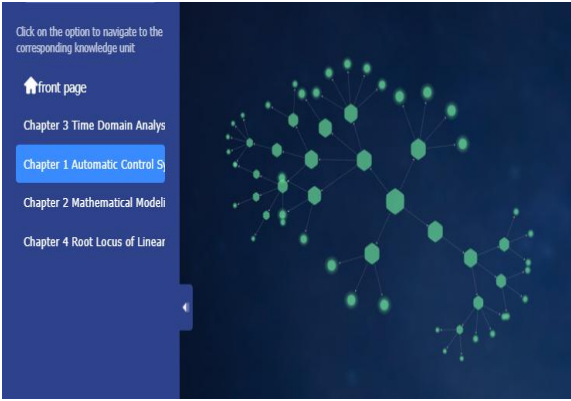 Click on the option to navigate to the
corresponding knowledge unit
front page
Chapter 3 Time Domain Analys
Chapter 1 Automatic Control Sy
Chapter 2 Mathematical Modeli
Chapter 4 Root Locus of Linear